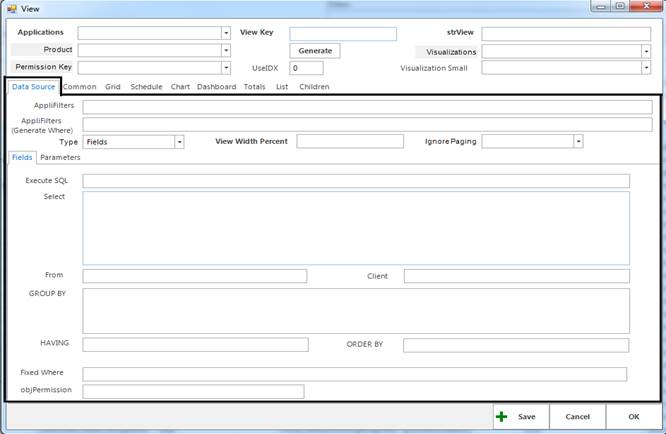 View
Applications View Key strView
Product Generate Visualizations
Permission Key UseIDX 0 Visualization Small
Data Source Common Grid Schedule Chart Dashboard Totals List Children
AppliFilters
AppliFilters
(Generate Where)
Type Fields View Width Percent Ignore Paging
Fields Parameters
Execute SQL
Select
From Client
GROUP BY
HAVING ORDER BY
Fixed Where
objPermission
Save Cancel OK